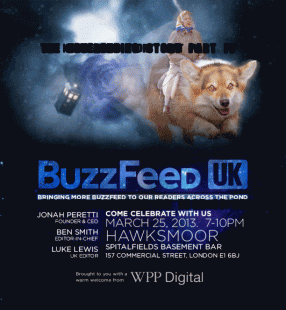 BUZZFEED UK
BRINGING MORE BUZZFEED TO OUR READERS ACROSS THE POND
JONAH PERETTI
FOUNDER & CEO
BEN SMITH
EDITOR-IN-CHIEF
LUKE LEWIS
UK EDITOR
COME CELEBRATE WITH US
MARCH 25, 2013. 7-10PM
HAWKSMOOR
SPITALFIELDS BASEMENT BAR
157 COMMERCIAL STREET, LONDON E1 6BJ
Brought to you with a
warm welcome from
WPP Digital